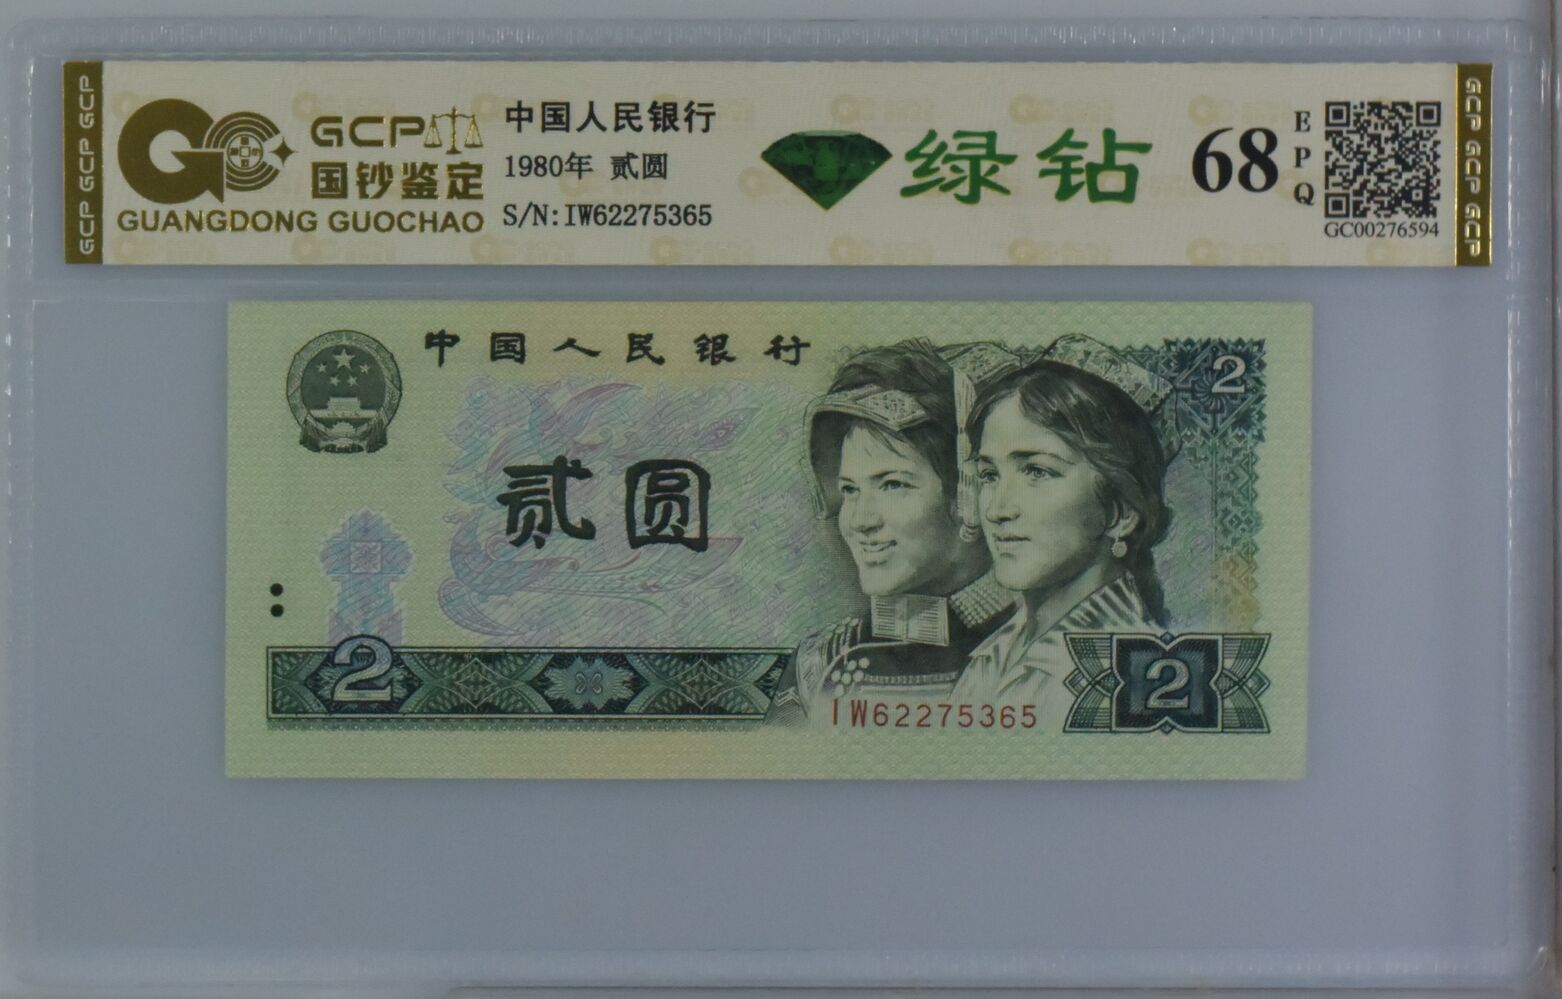 GCP GCP GCP
GCP
国钞鉴定
GUANGDONG GUOCHAO
中国人民银行
1980年 贰圆
S/N:IW62275365
绿钻
68
EPQ
GC00276594
GCP GCP GCP
中国人民银行
2
贰圆
2
IW62275365
2